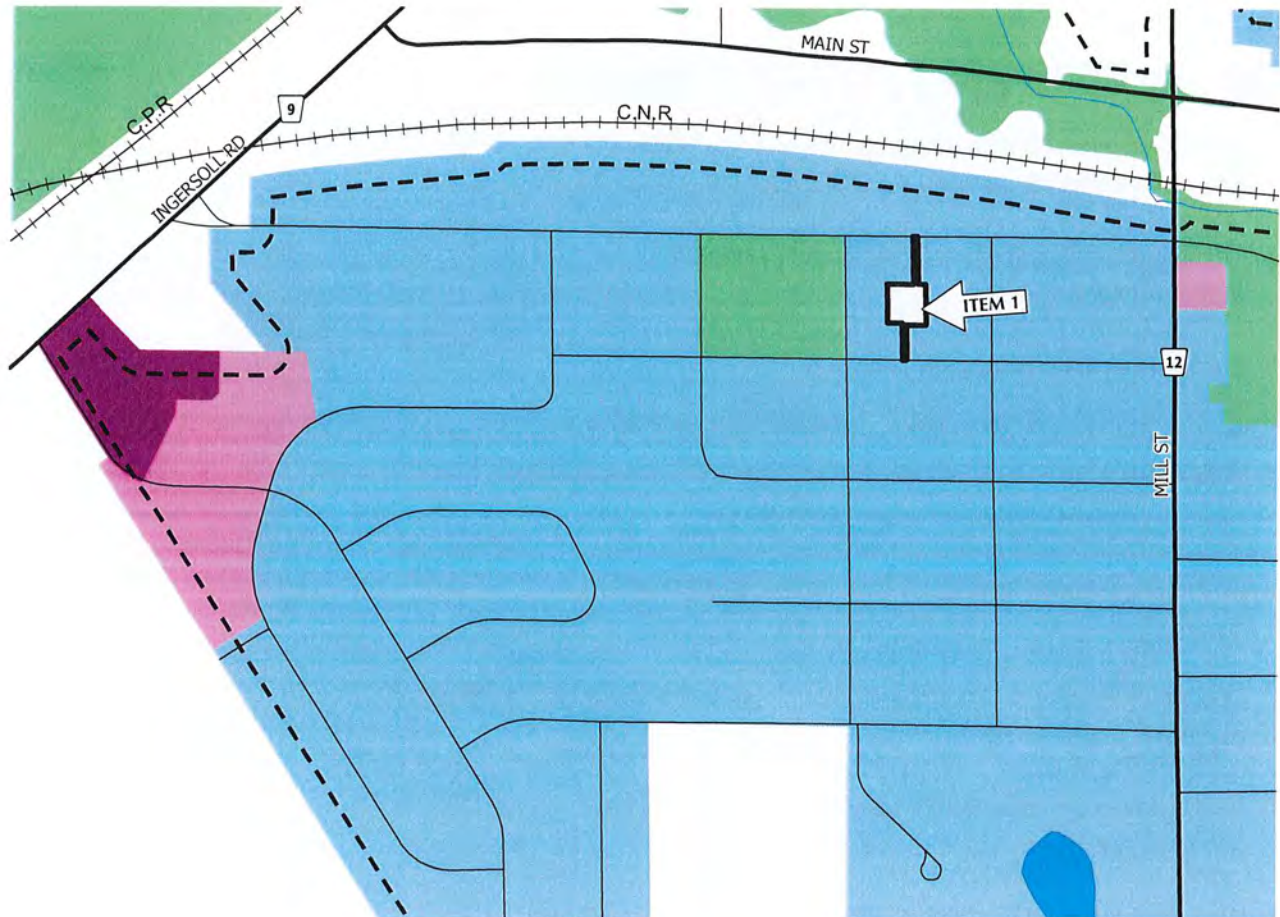 MAIN ST
C.P.R
9
C.N.R
INGERSOLL RD
ITEM 1
12
MILL ST